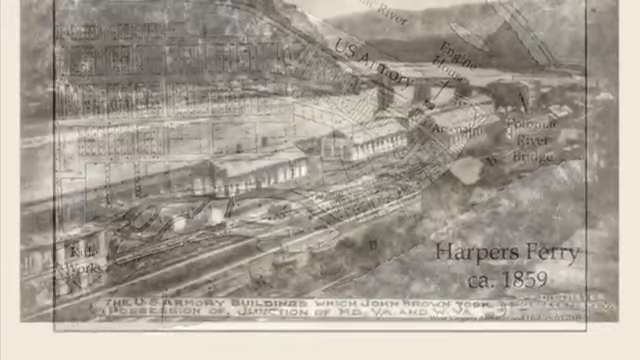 River
US Armory
Engine
House
Arsenal
Potomac
River
Bridge
Rifle
Works
Harpers Ferry
ca. 1859
THE U.S. ARMORY BUILDINGS WHICH JOHN BROWN TOOK
POSSESSION OF, JUNCTION OF MD. VA. AND W. VA.